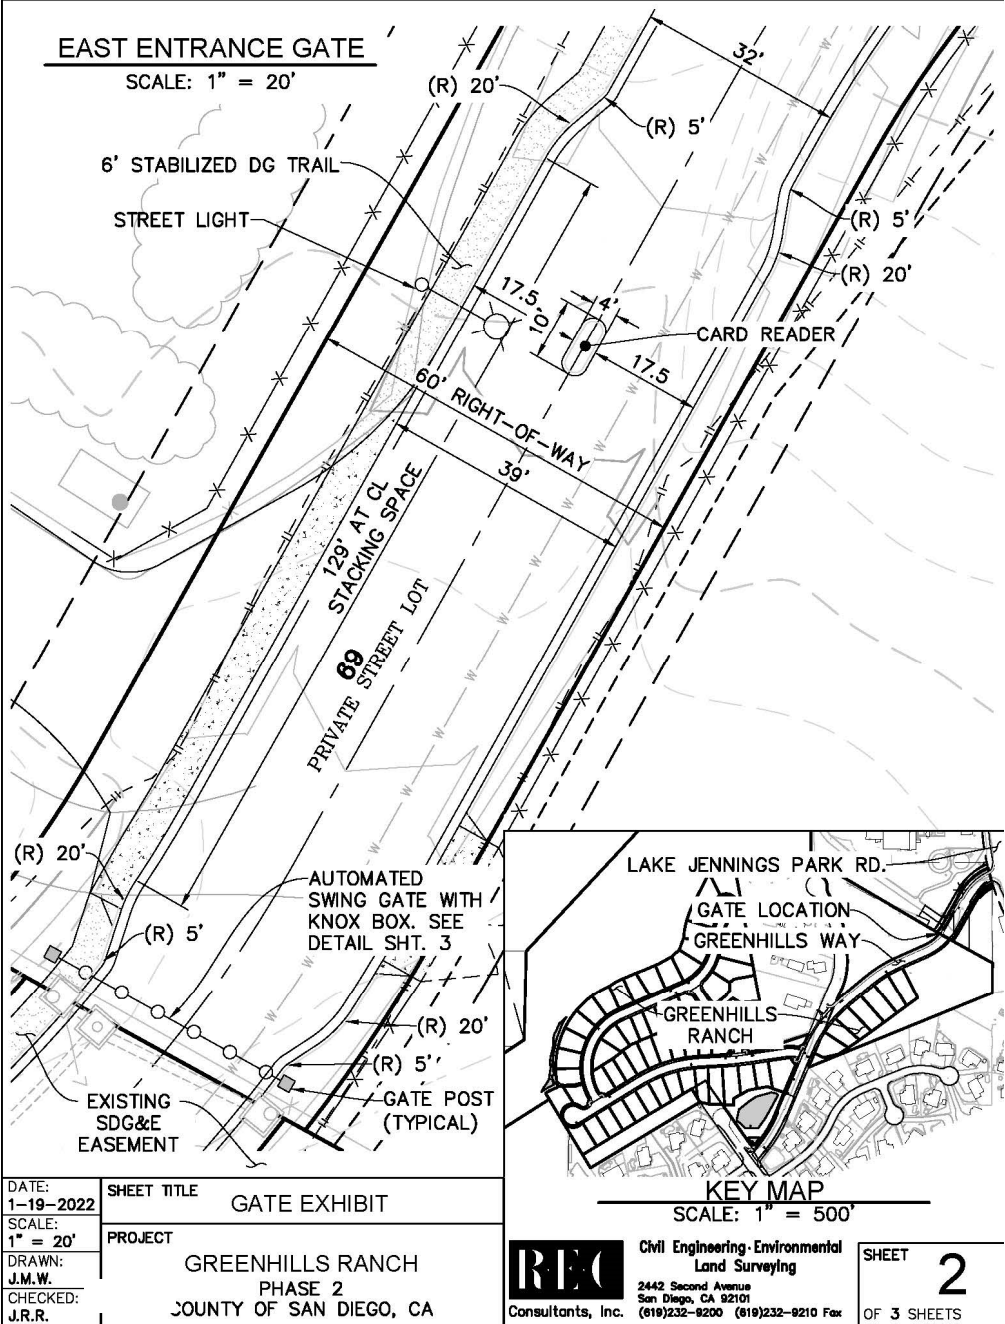 EAST ENTRANCE GATE
SCALE: 1" = 20'
32'
(R) 20'
(R) 5'
6' STABILIZED DG TRAIL
STREET LIGHT
(R) 5'
(R) 20'
17.5
10'
4'
CARD READER
17.5
60' RIGHT-OF-WAY
39'
129' AT CL
STACKING SPACE
69
PRIVATE STREET LOT
W
W
W
W
W
W
W
W
W
(R) 20'
AUTOMATED
SWING GATE WITH
KNOX BOX. SEE
DETAIL SHT. 3
(R) 5'
(R) 20'
(R) 5'
GATE POST
(TYPICAL)
EXISTING
SDG&E
EASEMENT
LAKE JENNINGS PARK RD.
GATE LOCATION
GREENHILLS WAY
GREENHILLS
RANCH
KEY MAP
SCALE: 1" = 500'
DATE:
1-19-2022
SCALE:
1" = 20'
DRAWN:
J.M.W.
CHECKED:
J.R.R.
SHEET TITLE
GATE EXHIBIT
PROJECT
GREENHILLS RANCH
PHASE 2
COUNTY OF SAN DIEGO, CA
REC
Consultants, Inc.
Civil Engineering·Environmental
Land Surveying
2442 Second Avenue
San Diego, CA 92101
(619)232-9200 (619)232-9210 Fax
SHEET
2
OF 3 SHEETS